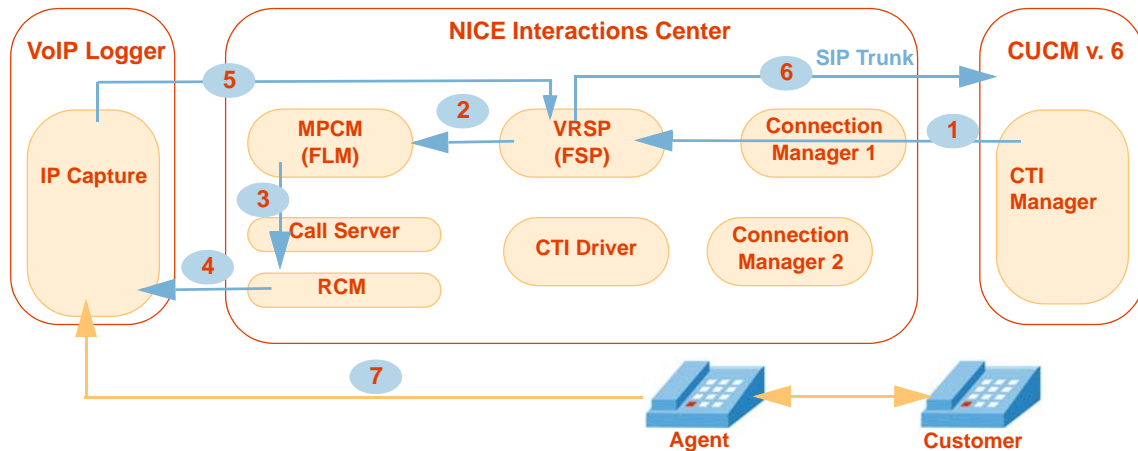 VoIP Logger
NICE Interactions Center
CUCM v. 6
5
6
SIP Trunk
MPCM
(FLM)
2
VRSP
(FSP)
Connection
Manager 1
1
IP Capture
CTI
Manager
3
Call Server
CTI Driver
Connection
Manager 2
4
RCM
7
Agent
Customer